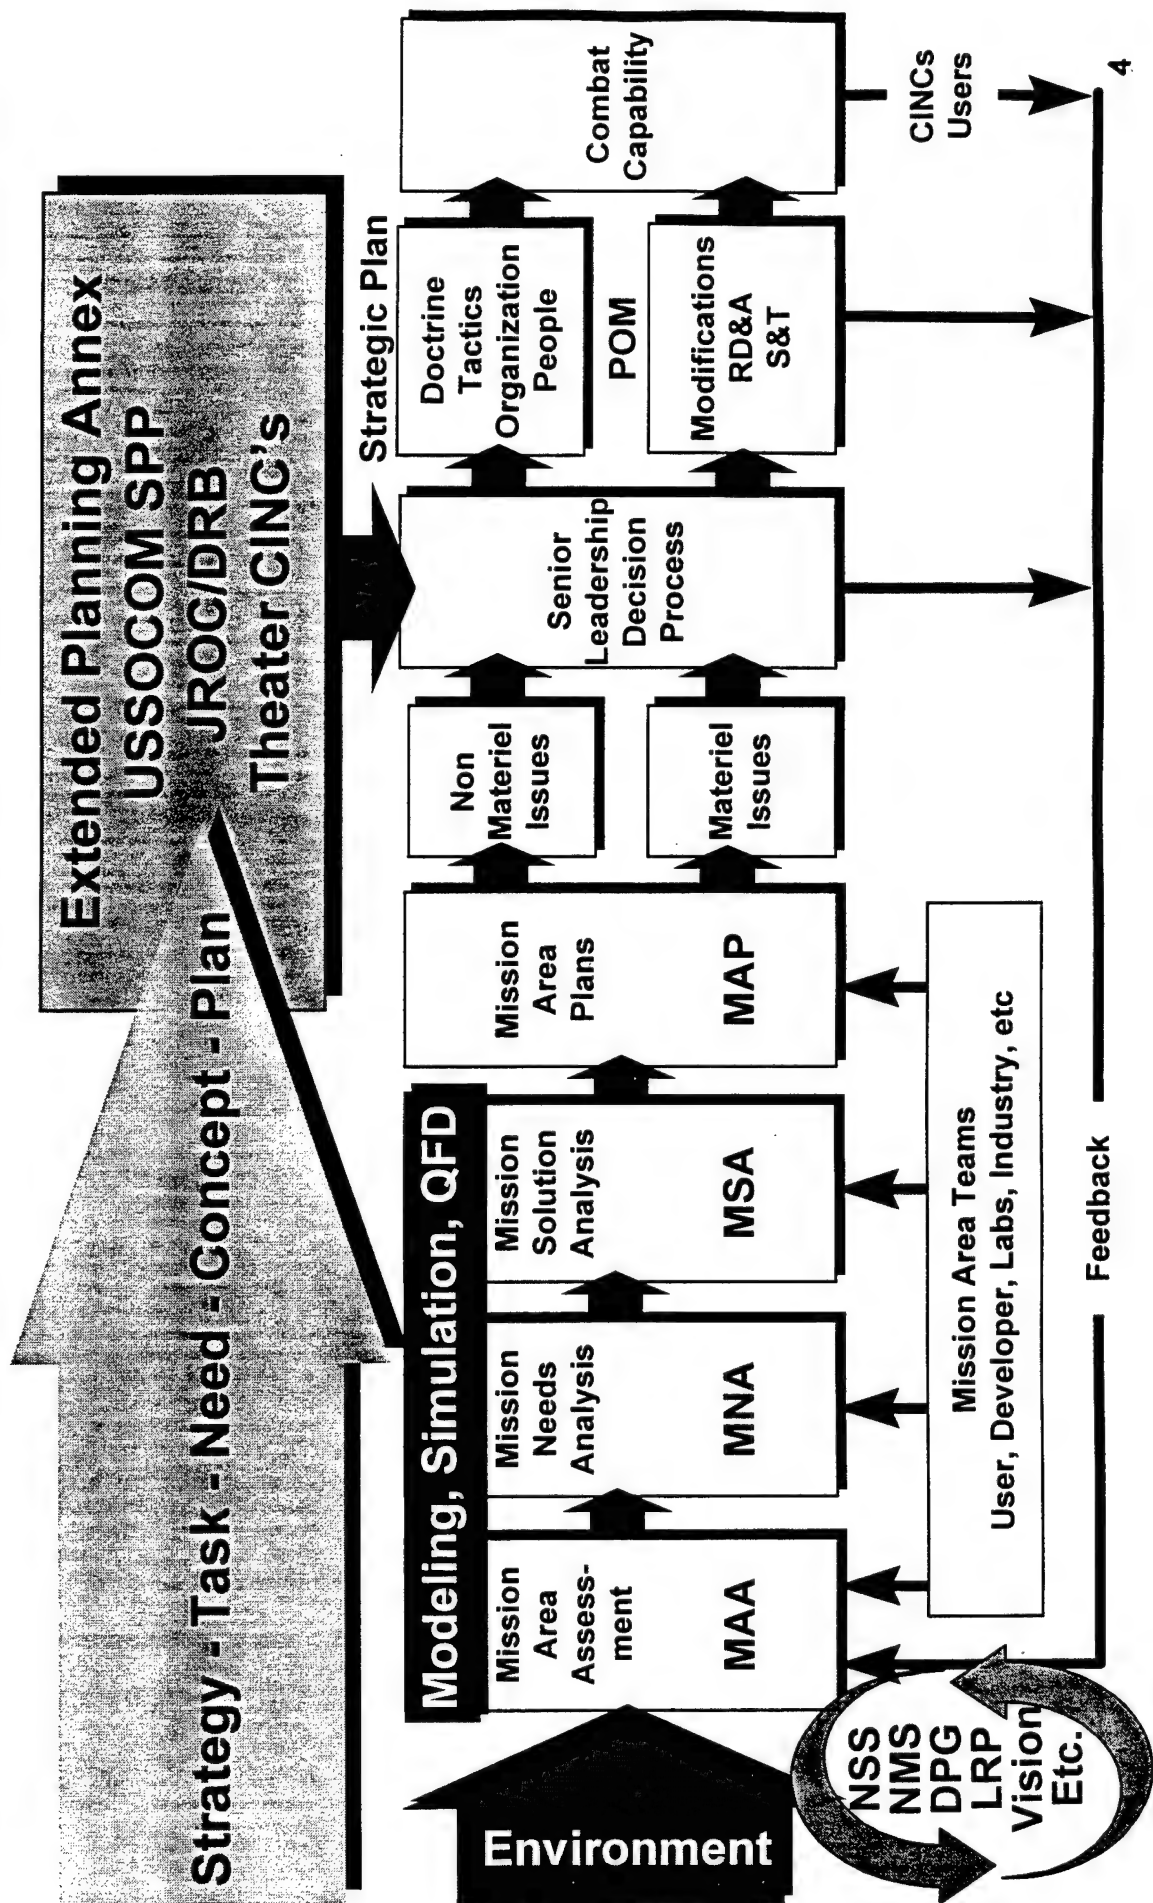 Extended Planning Annex
USSOCOM SPP
JROC/DRB
Theater CINC's
Strategy - Task - Need - Concept - Plan
Environment
NSS
NMS
DPG
LRP
Vision
Etc.
Modeling, Simulation, QFD
Mission
Area
Assess-
ment
MAA
Mission
Needs
Analysis
MNA
Mission
Solution
Analysis
MSA
Mission
Area
Plans
MAP
Non
Materiel
Issues
Materiel
Issues
Senior
Leadership
Decision
Process
Strategic Plan
Doctrine
Tactics
Organization
People
POM
Modifications
RD&A
S&T
Combat
Capability
CINCs
Users
Mission Area Teams
User, Developer, Labs, Industry, etc
Feedback
4